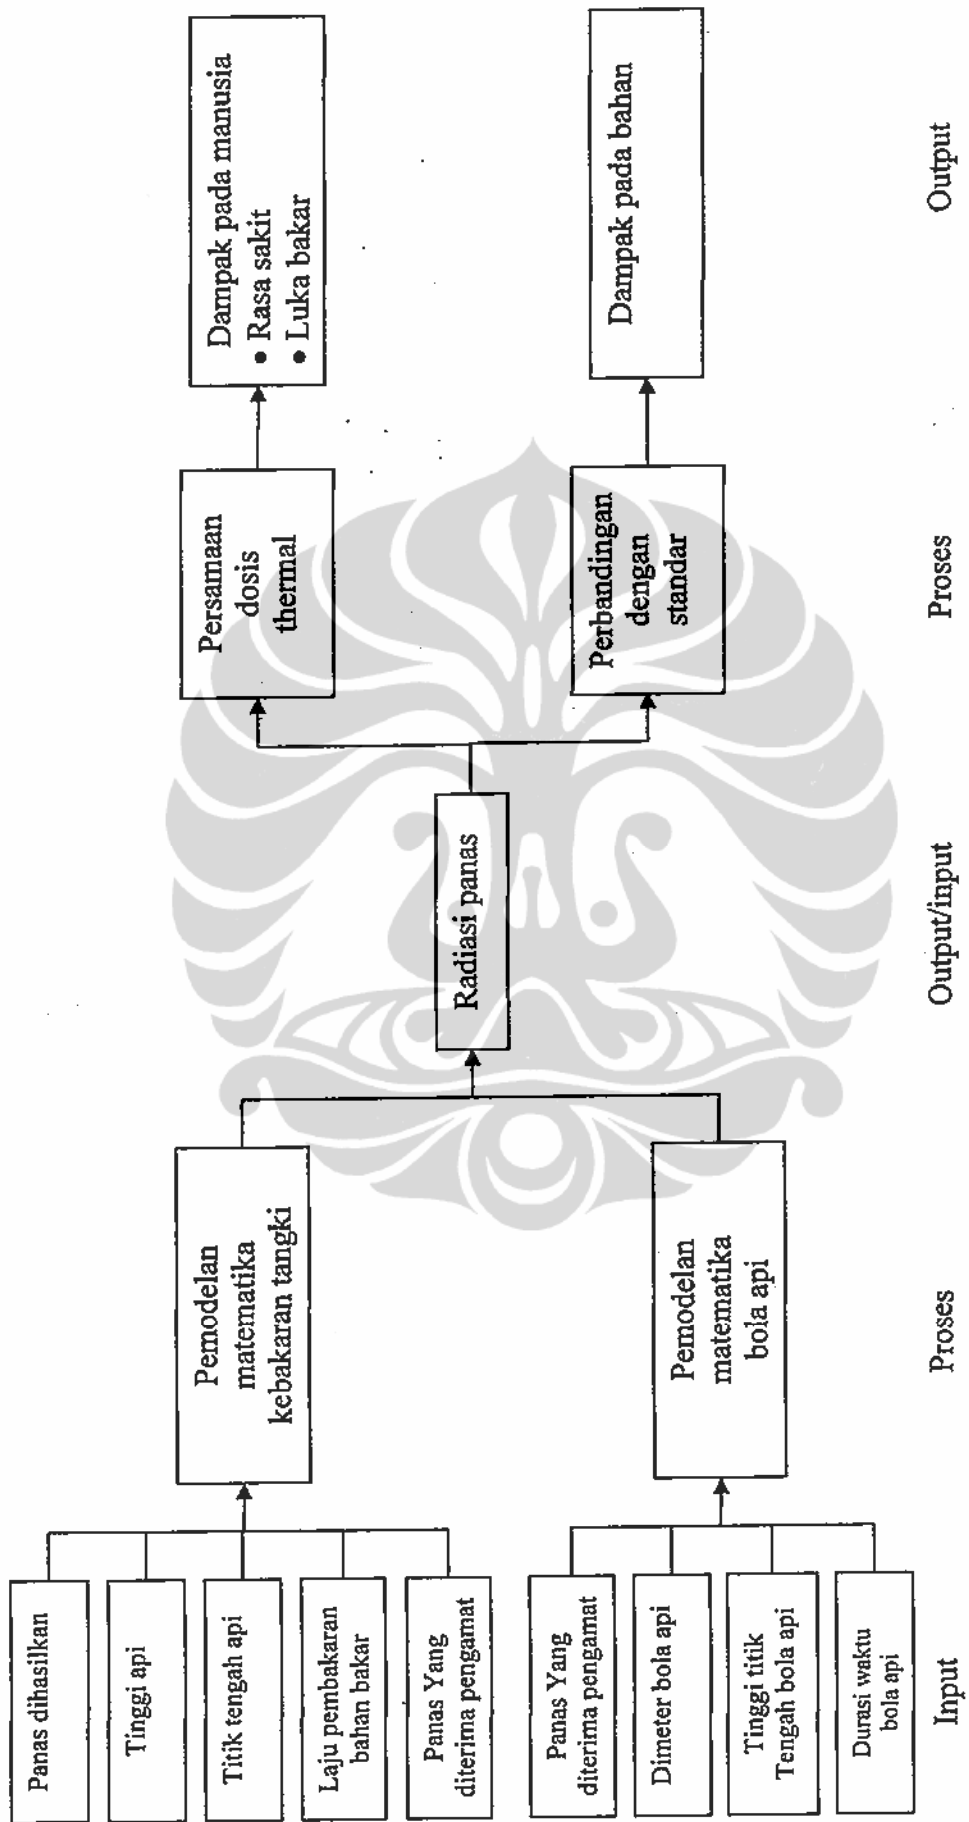 Panas dihasilkan
Tinggi api
Titik tengah api
Laju pembakaran
bahan bakar
Panas Yang
diterima pengamat
Panas Yang
diterima pengamat
Dimeter bola api
Tinggi titik
Tengah bola api
Durasi waktu
bola api
Input
Pemodelan
matematika
kebakaran tangki
Pemodelan
matematika
bola api
Proses
Radiasi panas
Output/input
Persamaan
dosis
thermal
Perbandingan
dengan
standar
Proses
Dampak pada manusia
• Rasa sakit
• Luka bakar
Dampak pada bahan
Output